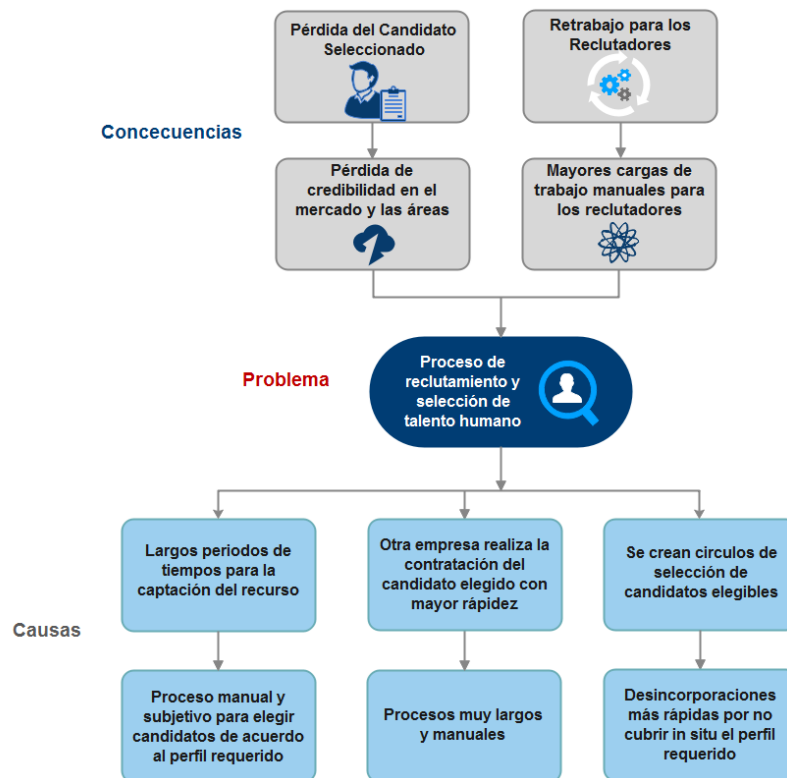 Pérdida del Candidato
Seleccionado
Retrabajo para los
Reclutadores
Concecuencias
Pérdida de
credibilidad en el
mercado y las áreas
Mayores cargas de
trabajo manuales para
los reclutadores
Problema
Proceso de
reclutamiento y
selección de
talento humano
Largos periodos de
tiempos para la
captación del recurso
Otra empresa realiza la
contratación del
candidato elegido con
mayor rápidez
Se crean circulos de
selección de
candidatos elegibles
Causas
Proceso manual y
subjetivo para elegir
candidatos de acuerdo
al perfil requerido
Procesos muy largos
y manuales
Desincorporaciones
más rápidas por no
cubrir in situ el perfil
requerido